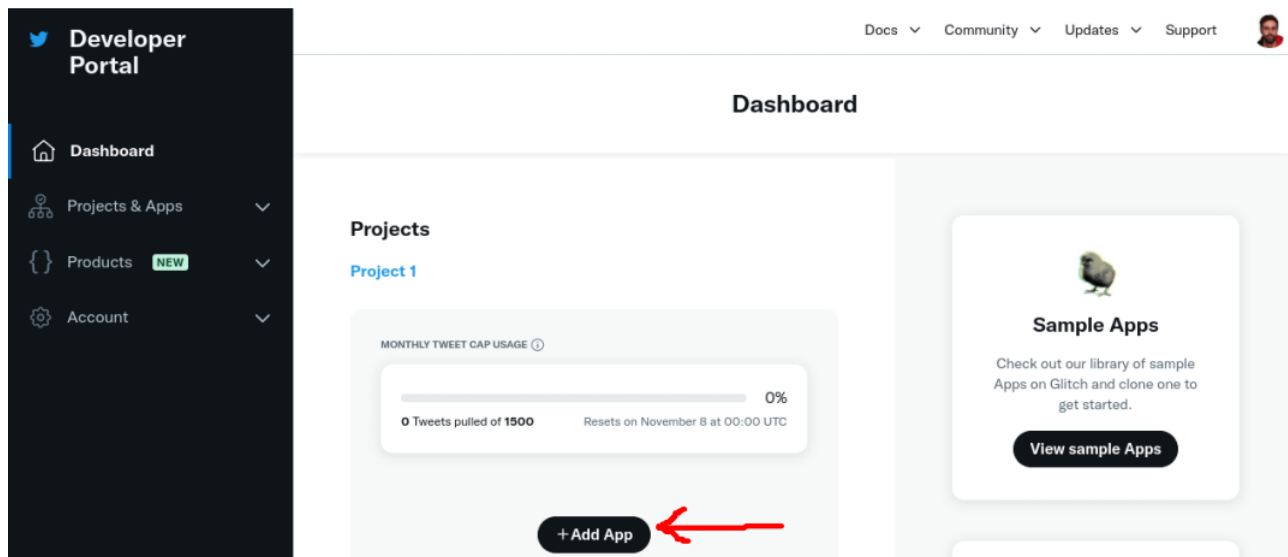 Developer
Portal
Docs Community Updates Support
Dashboard
Dashboard
Projects & Apps
Products NEW
Account
Projects
Project 1
MONTHLY TWEET CAP USAGE
0%
0 Tweets pulled of 1500 Resets on November 8 at 00:00 UTC
+Add App
Sample Apps
Check out our library of sample
Apps on Glitch and clone one to
get started.
View sample Apps